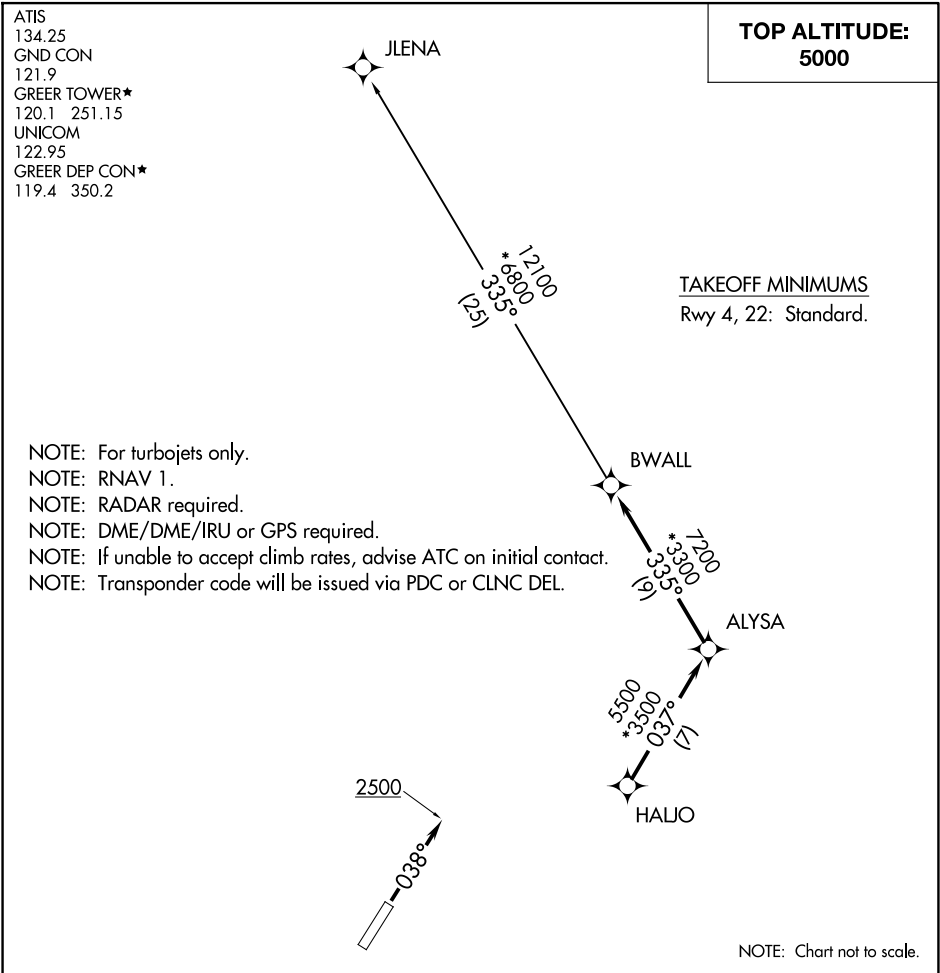 ATIS
134.25
GND CON
121.9
GREER TOWER★
120.1 251.15
UNICOM
122.95
GREER DEP CON★
119.4 350.2
TOP ALTITUDE:
5000
JLENA
12100
*6800
335°
(25)
TAKEOFF MINIMUMS
Rwy 4, 22: Standard.
NOTE: For turbojets only.
NOTE: RNAV 1.
NOTE: RADAR required.
NOTE: DME/DME/IRU or GPS required.
NOTE: If unable to accept climb rates, advise ATC on initial contact.
NOTE: Transponder code will be issued via PDC or CLNC DEL.
BWALL
7200
*3300
335°
(9)
ALYSA
5500
*3500
037°
(7)
HALJO
2500
038°
NOTE: Chart not to scale.